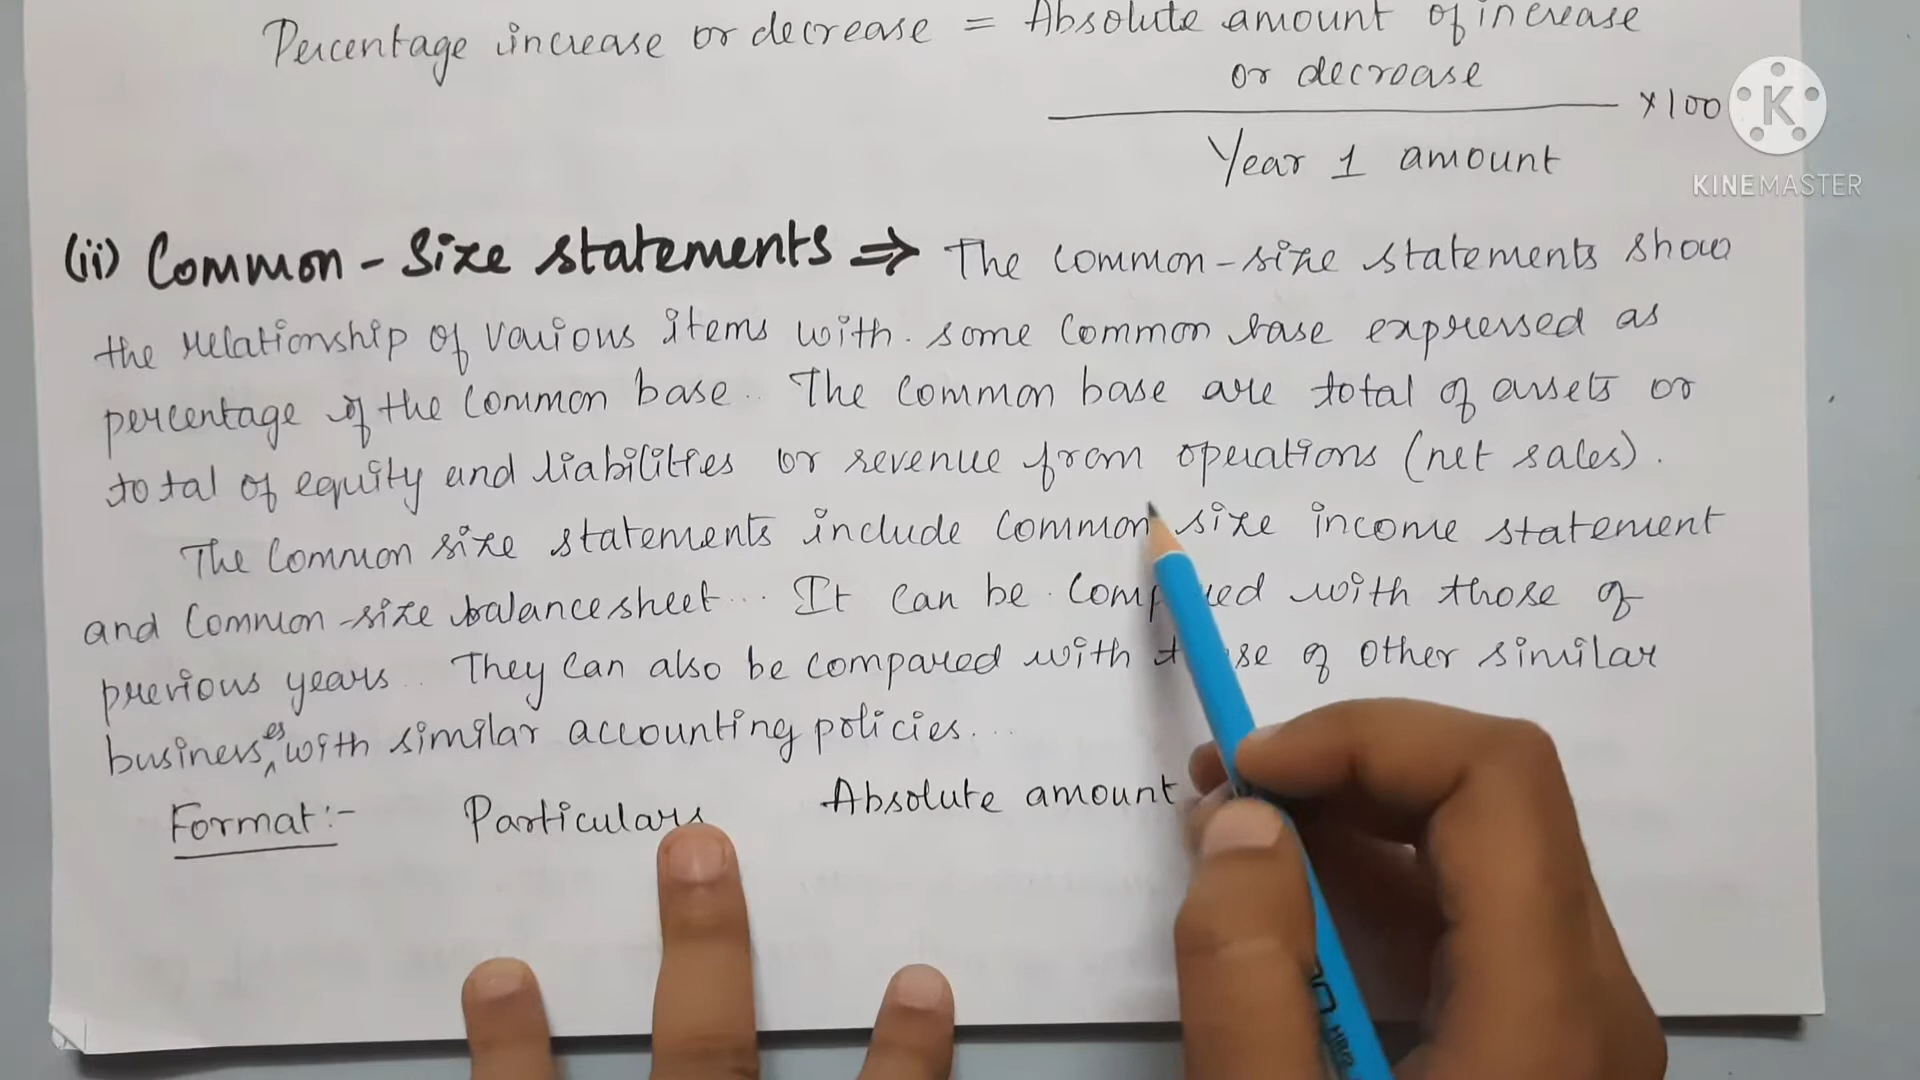 Percentage increase or decrease = Absolute amount of increase
or decrease
× 100
Year 1 amount
KINEMASTER
(ii) Common-Size statements ⇒ The common-size statements show
the relationship of various items with some common base expressed as
percentage of the common base. The common base are total of assets or
total of equity and liabilities or revenue from operations (net sales).
The common size statements include common size income statement
and common-size balance sheet. It can be with those of
previous years. They can also be compared with of other similar
businesses with similar accounting policies.
Format:- Particulars Absolute amount